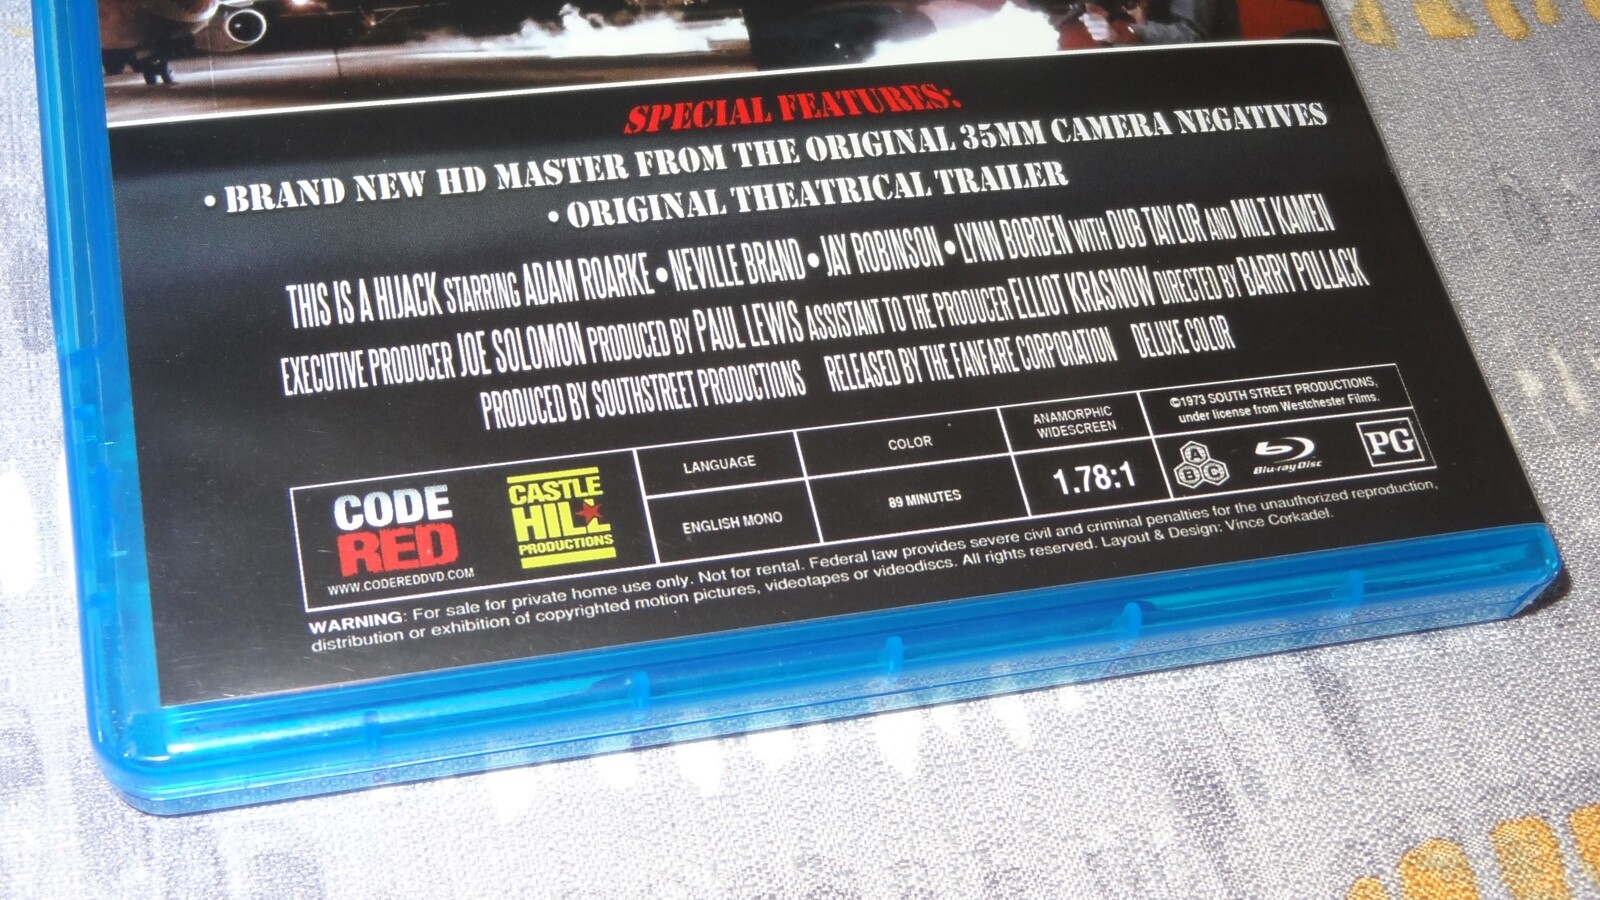 SPECIAL FEATURES:
• BRAND NEW HD MASTER FROM THE ORIGINAL 35MM CAMERA NEGATIVES
• ORIGINAL THEATRICAL TRAILER
THIS IS A HIJACK STARRING ADAM ROARKE • NEVILLE BRAND • JAY ROBINSON • LYNN BORDEN WITH DUB TAYLOR AND MILT KAMEN
EXECUTIVE PRODUCER JOE SOLOMON PRODUCED BY PAUL LEWIS ASSISTANT TO THE PRODUCER ELLIOT KRASNOW DIRECTED BY BARRY POLLACK
PRODUCED BY SOUTHSTREET PRODUCTIONS RELEASED BY THE FANFARE CORPORATION DELUXE COLOR
CODE
RED
WWW.CODEREDDVD.COM
CASTLE
HILL
PRODUCTIONS
LANGUAGE
ENGLISH MONO
COLOR
89 MINUTES
ANAMORPHIC
WIDESCREEN
1.78:1
©1973 SOUTH STREET PRODUCTIONS,
under license from Westchester Films.
A
B C
Blu-ray Disc
PG
WARNING: For sale for private home use only. Not for rental. Federal law provides severe civil and criminal penalties for the unauthorized reproduction,
distribution or exhibition of copyrighted motion pictures, videotapes or videodiscs. All rights reserved. Layout & Design: Vince Corkadel.